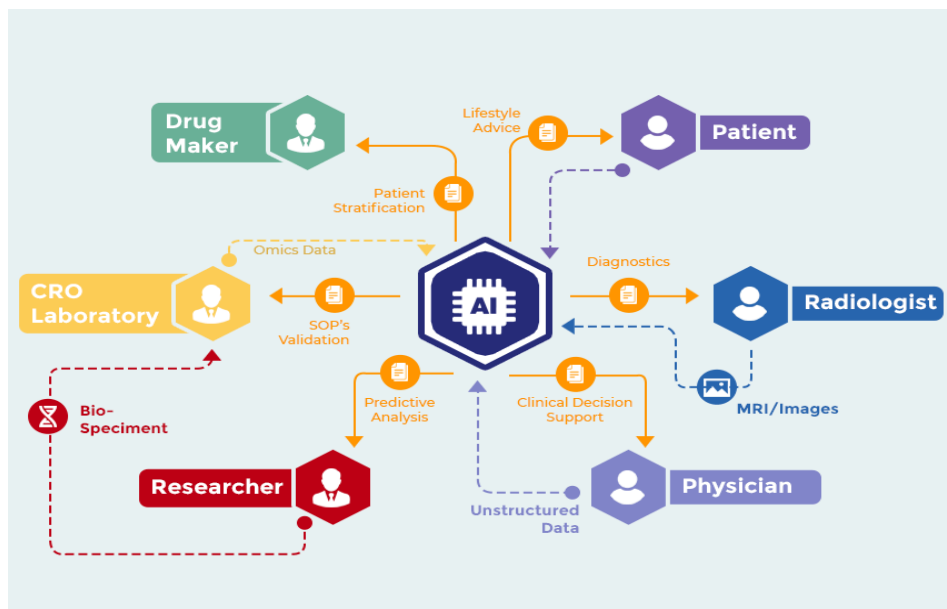 Drug
Maker
Lifestyle
Advice
Patient
Patient
Stratification
Omics Data
CRO
Laboratory
SOP's
Validation
AI
Diagnostics
Radiologist
MRI/Images
Predictive
Analysis
Clinical Decision
Support
Bio-
Speciment
Researcher
Unstructured
Data
Physician